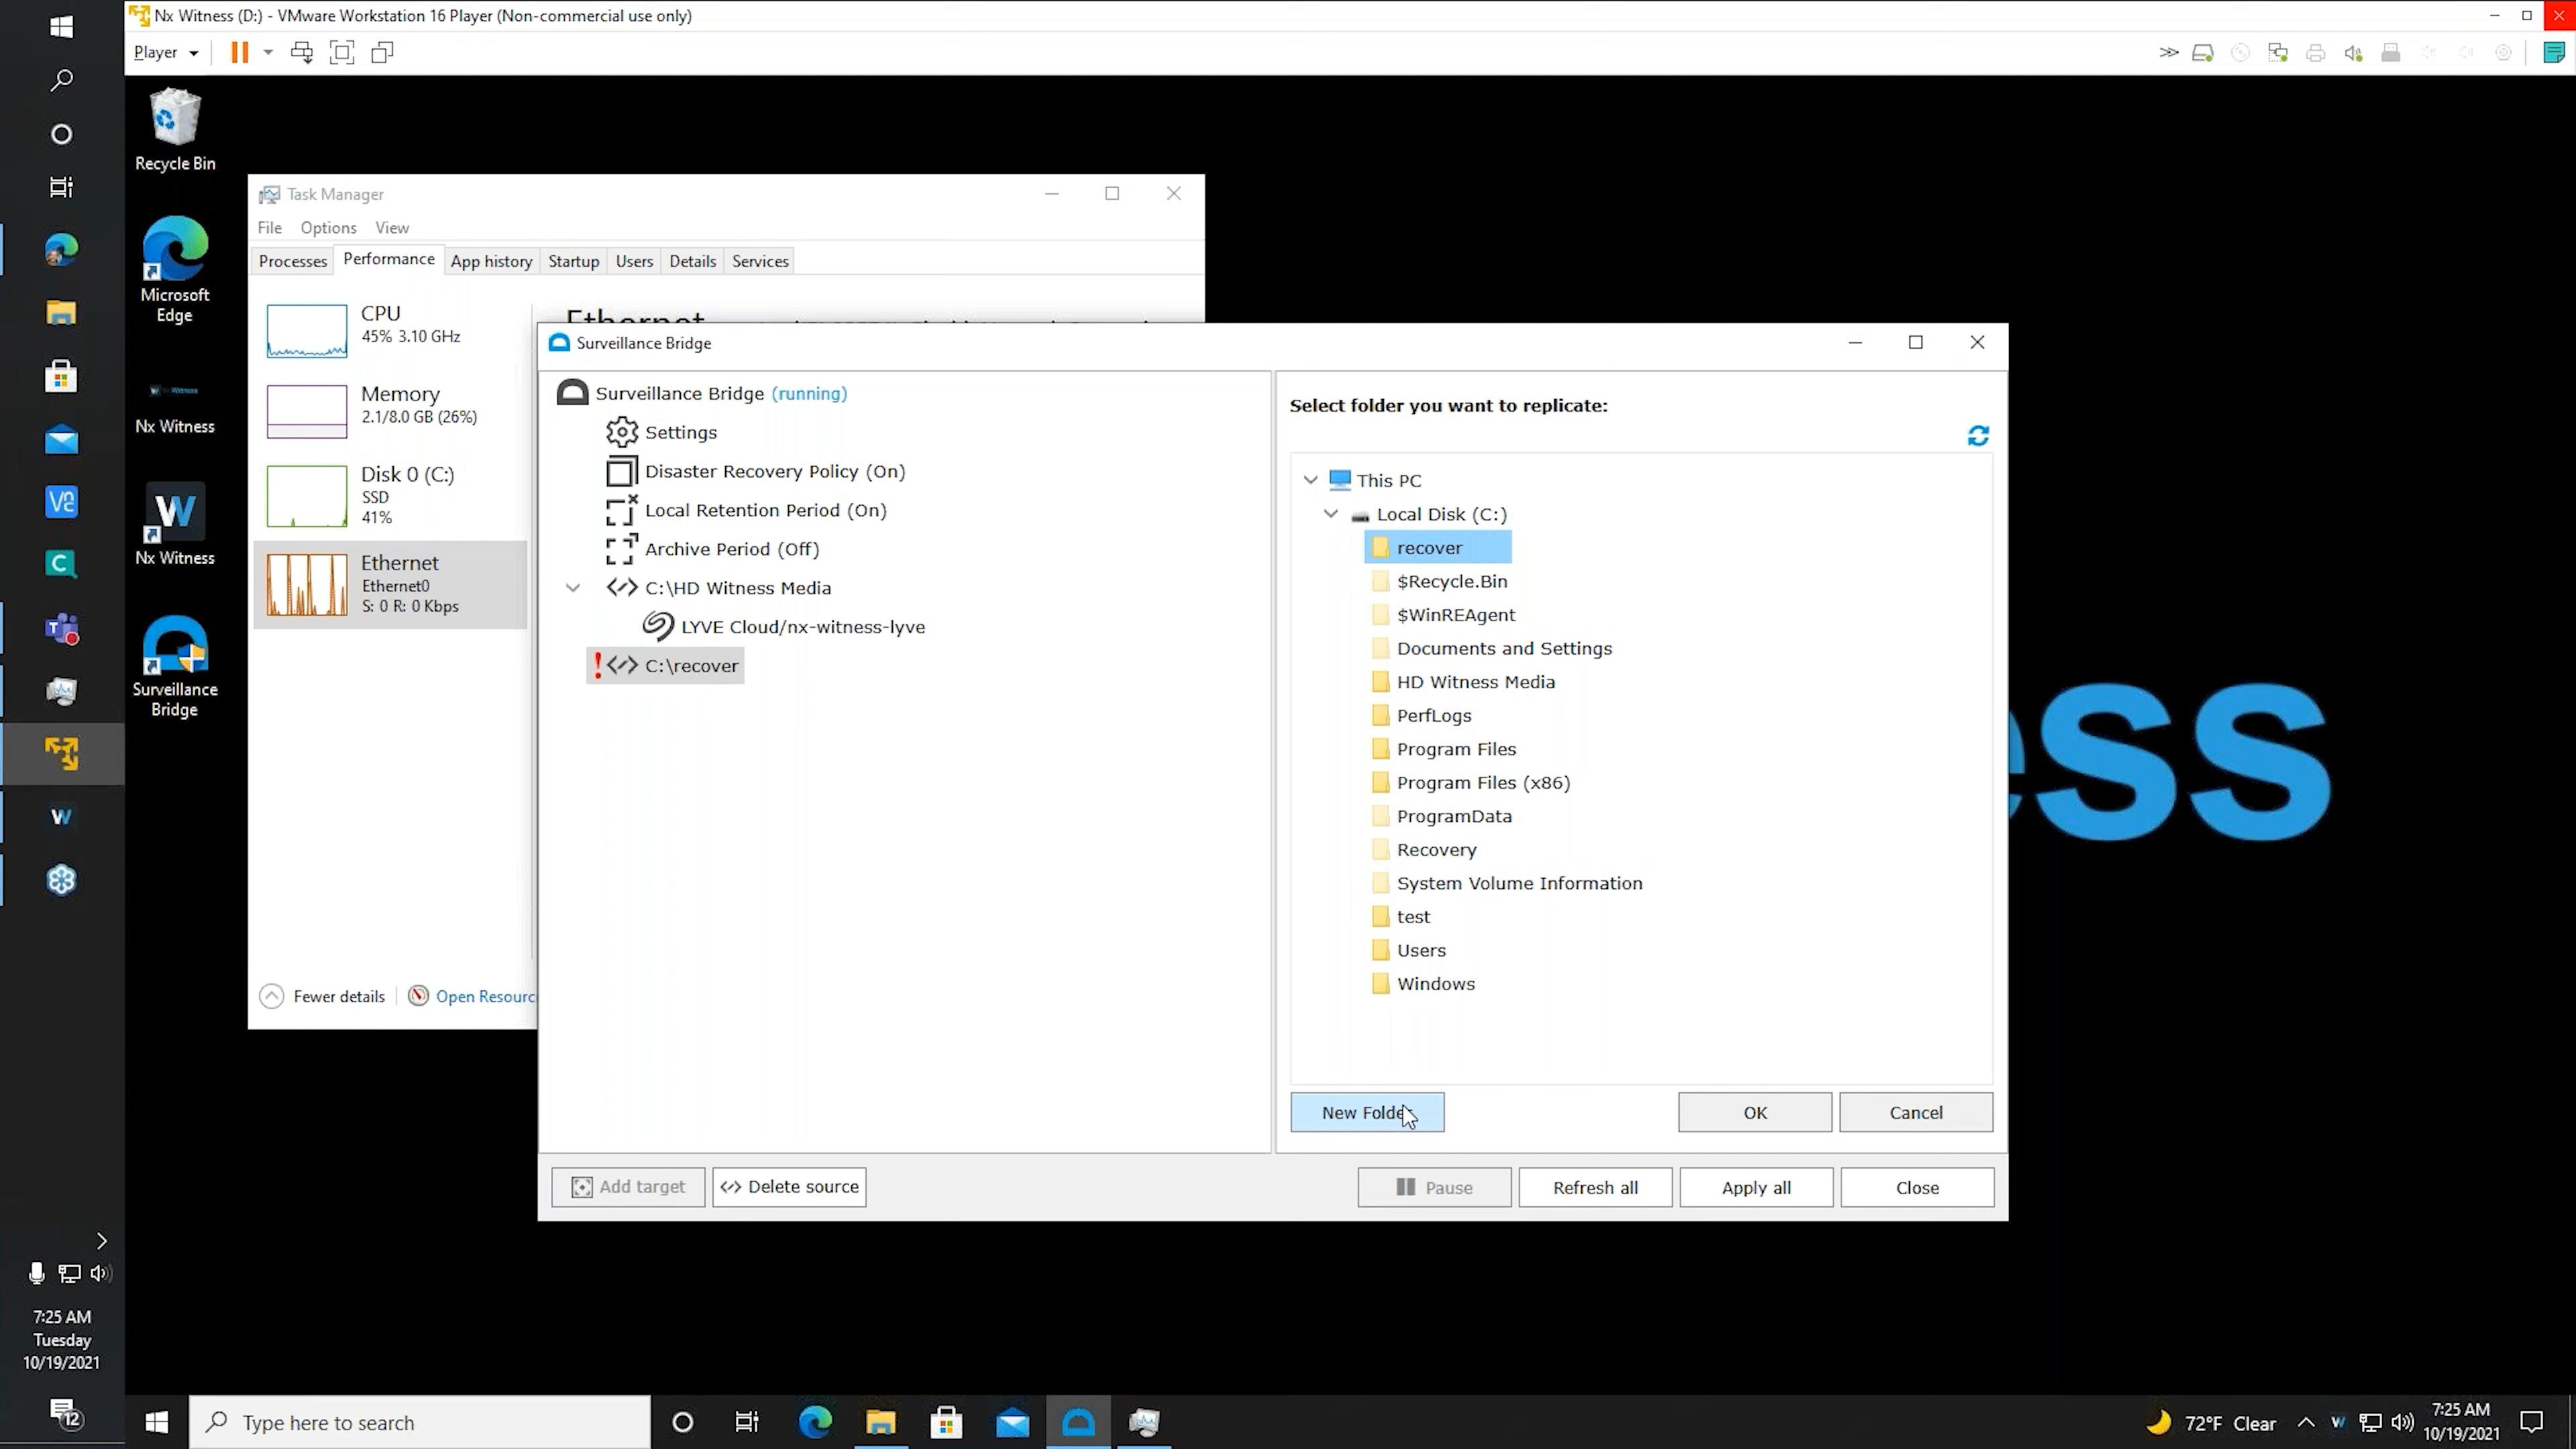 Nx Witness (D:) - VMware Workstation 16 Player (Non-commercial use only)
Player
Recycle Bin
Microsoft
Edge
Nx Witness
Nx Witness
Surveillance
Bridge
Task Manager
File Options View
Processes Performance App history Startup Users Details Services
CPU
45% 3.10 GHz
Memory
2.1/8.0 GB (26%)
Disk 0 (C:)
SSD
41%
Ethernet
Ethernet0
S: 0 R: 0 Kbps
Ethernet
Fewer details
Open Resourc
Surveillance Bridge
Surveillance Bridge (running)
Settings
Disaster Recovery Policy (On)
Local Retention Period (On)
Archive Period (Off)
C:\HD Witness Media
LYVE Cloud/nx-witness-lyve
! C:\recover
Select folder you want to replicate:
This PC
Local Disk (C:)
recover
$Recycle.Bin
$WinREAgent
Documents and Settings
HD Witness Media
PerfLogs
Program Files
Program Files (x86)
ProgramData
Recovery
System Volume Information
test
Users
Windows
New Folder OK Cancel
Add target Delete source Pause Refresh all Apply all Close
ess
7:25 AM
Tuesday
10/19/2021
12
Type here to search
72°F Clear
7:25 AM
10/19/2021